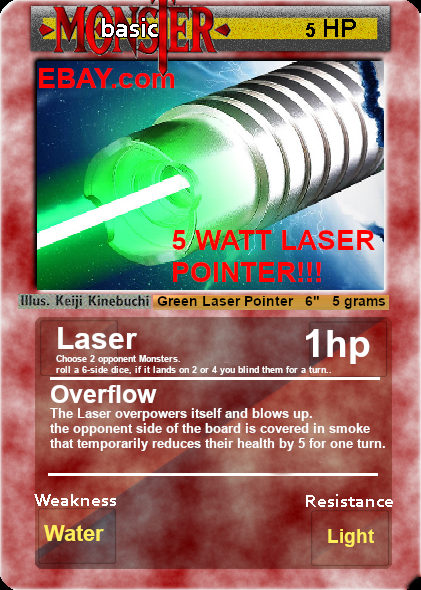 MONSTER
basic
5 HP
EBAY.com
5 WATT LASER
POINTER!!!
Illus. Keiji Kinebuchi Green Laser Pointer 6" 5 grams
Laser 1hp
Choose 2 opponent Monsters.
roll a 6-side dice, if it lands on 2 or 4 you blind them for a turn..
Overflow
The Laser overpowers itself and blows up.
the opponent side of the board is covered in smoke
that temporarily reduces their health by 5 for one turn.
Weakness Resistance
Water Light